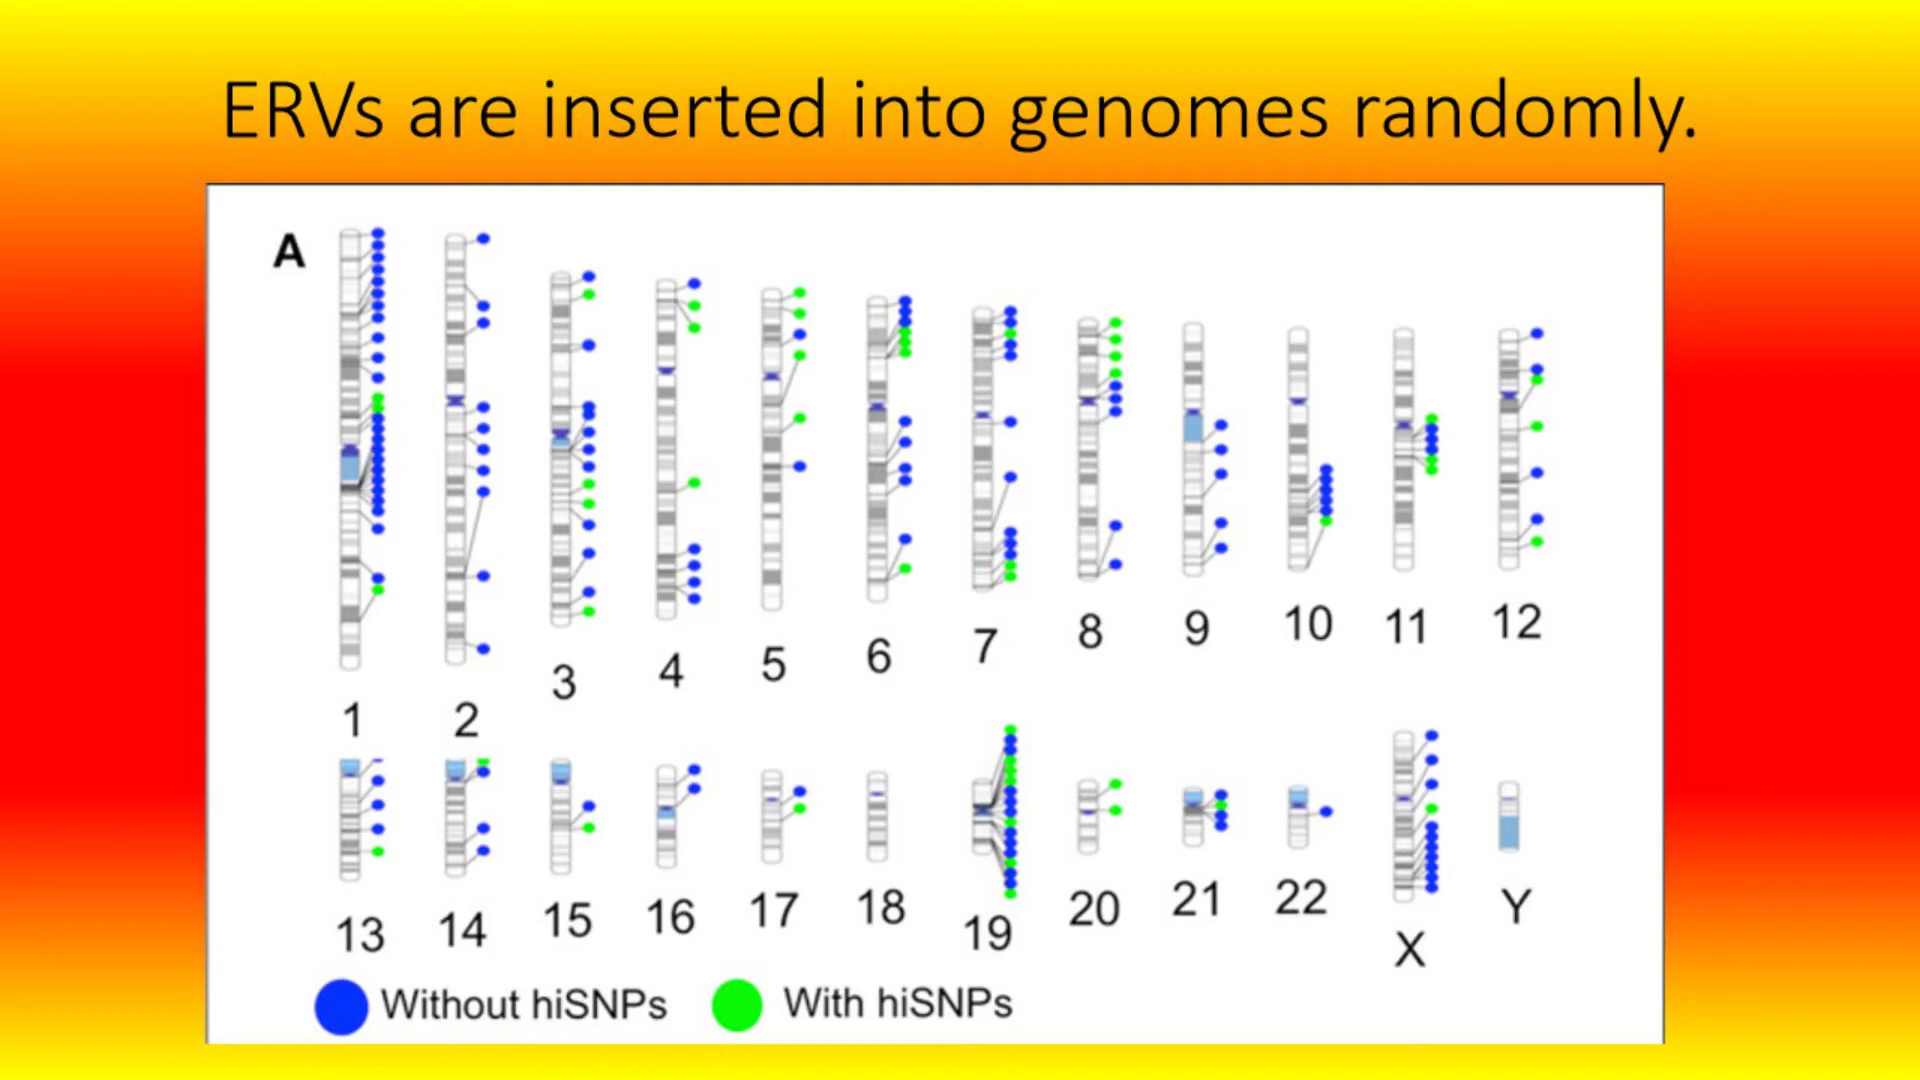 ERVs are inserted into genomes randomly.
A
1 2 3 4 5 6 7 8 9 10 11 12
13 14 15 16 17 18 19 20 21 22 X Y
Without hiSNPs With hiSNPs